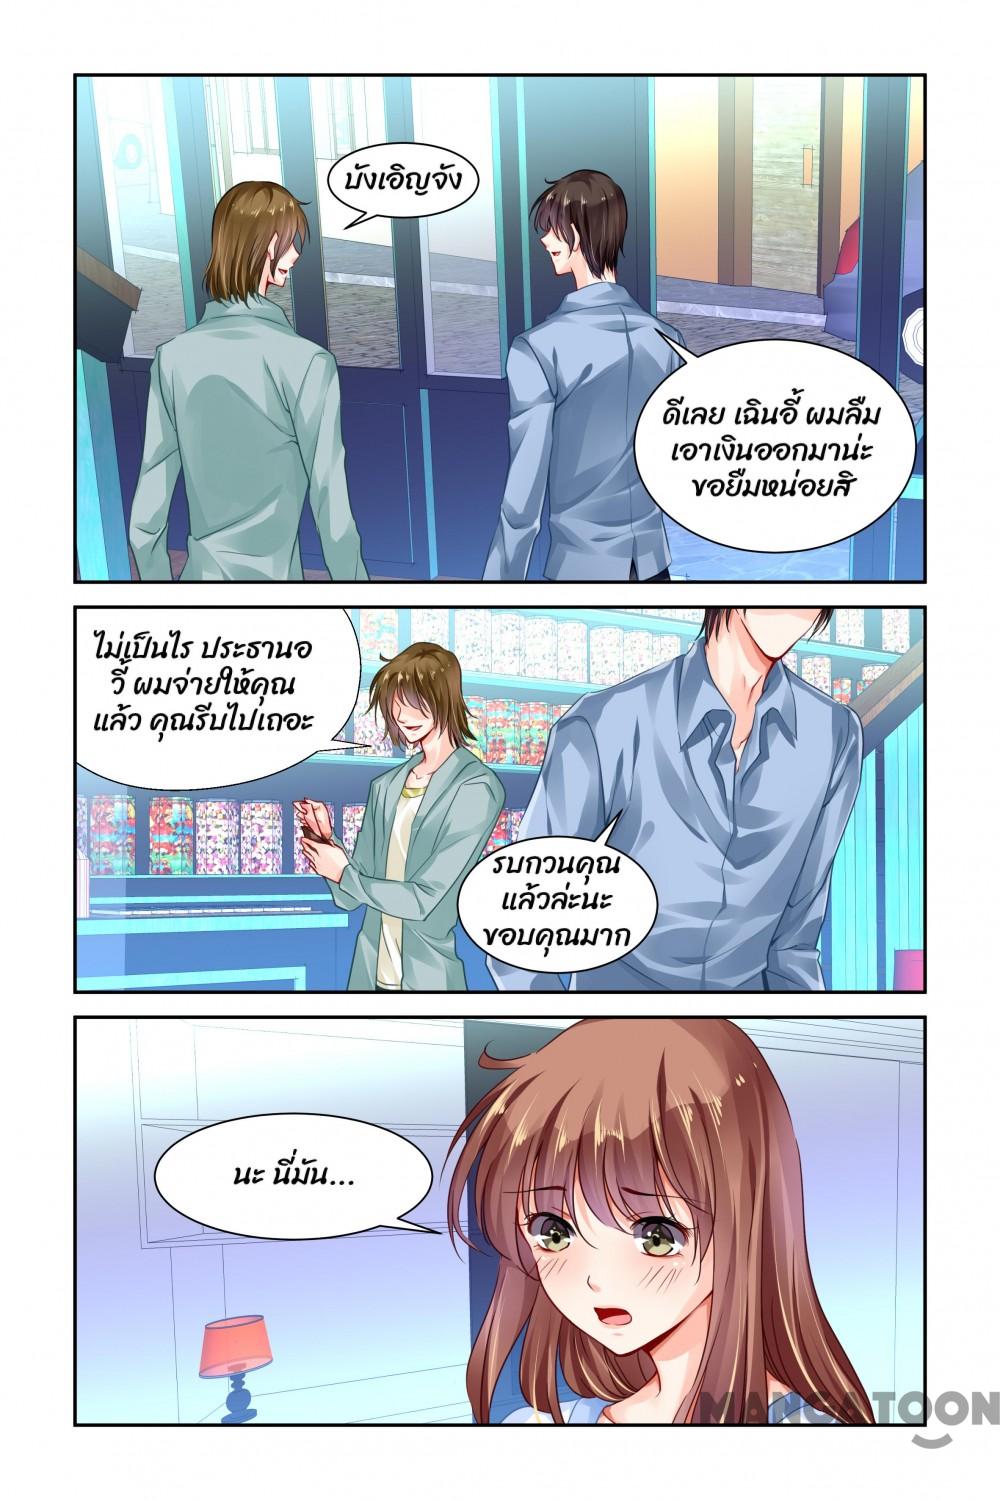 บังเอิญจัง
ดีเลย เฉินอี้ ผมลืม
เอาเงินออกมาน่ะ
ขอยืมหน่อยสิ
ไม่เป็นไร ประธานอ
วี้ ผมจ่ายให้คุณ
แล้ว คุณรีบไปเถอะ
รบกวนคุณ
แล้วล่ะนะ
ขอบคุณมาก
นะ นี่มัน...
MANGATOON